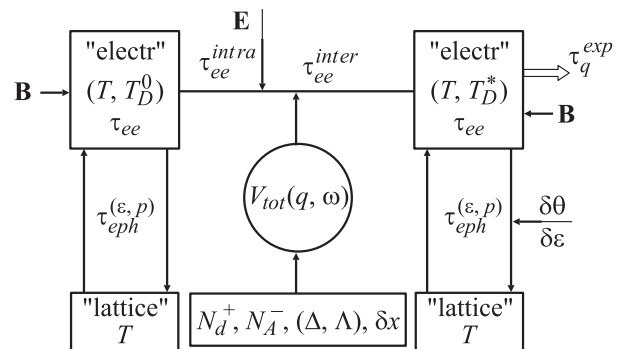 E
"electr"
(T, T_D^0)
τ_ee
B
τ_ee^intra
τ_ee^inter
"electr"
(T, T_D^*)
τ_ee
τ_q^exp
B
V_tot(q, ω)
τ_eph^(ε, p)
τ_eph^(ε, p)
δθ
δε
"lattice"
T
N_d^+, N_A^-, (Δ, Λ), δx
"lattice"
T